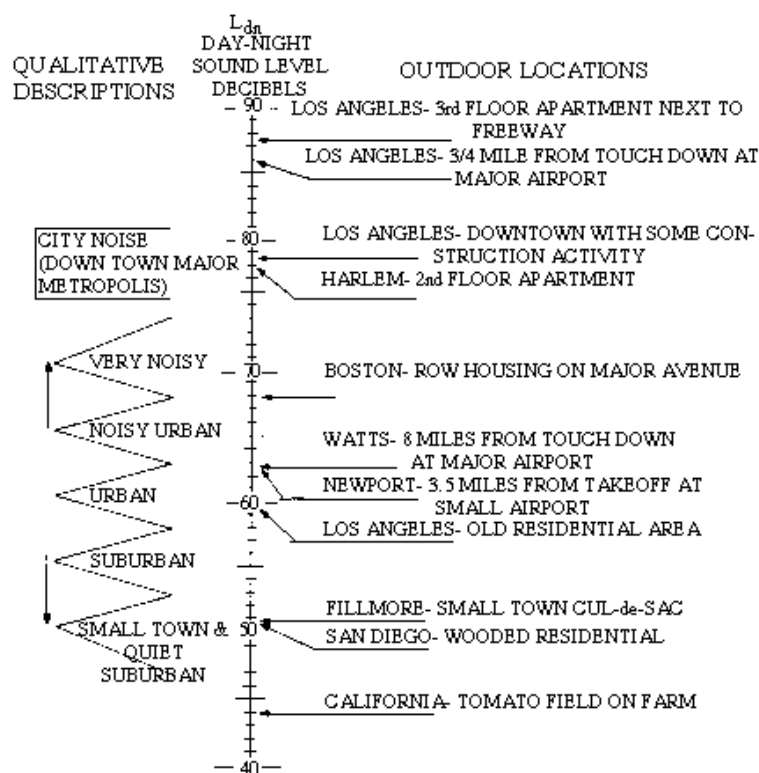 L dn
DAY-NIGHT
SOUND LEVEL
DECIBELS
QUALITATIVE
DESCRIPTIONS
OUTDOOR LOCATIONS
90
LOS ANGELES- 3rd FLOOR APARTMENT NEXT TO
FREEWAY
LOS ANGELES- 3/4 MILE FROM TOUCH DOWN AT
MAJOR AIRPORT
CITY NOISE
(DOWN TOWN MAJOR
METROPOLIS)
80
LOS ANGELES- DOWNTOWN WITH SOME CON-
STRUCTION ACTIVITY
HARLEM- 2nd FLOOR APARTMENT
VERY NOISY
70
BOSTON- ROW HOUSING ON MAJOR AVENUE
NOISY URBAN
WATTS- 8 MILES FROM TOUCH DOWN
AT MAJOR AIRPORT
URBAN
NEWPORT- 3.5 MILES FROM TAKEOFF AT
SMALL AIRPORT
60
LOS ANGELES- OLD RESIDENTIAL AREA
SUBURBAN
FILLMORE- SMALL TOWN CUL-de-SAC
SMALL TOWN &
QUIET
SUBURBAN
50
SAN DIEGO- WOODED RESIDENTIAL
CALIFORNIA- TOMATO FIELD ON FARM
40